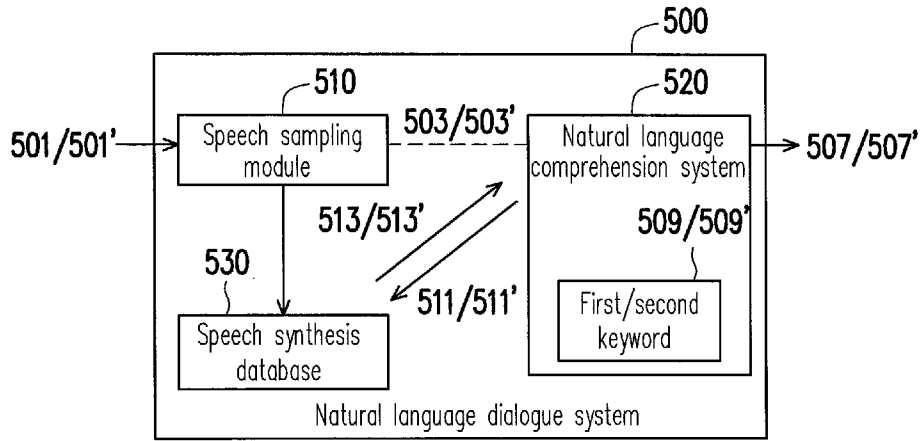 500
510
520
501/501'
Speech sampling
module
503/503'
Natural language
comprehension system
507/507'
513/513'
509/509'
530
511/511'
First/second
keyword
Speech synthesis
database
Natural language dialogue system